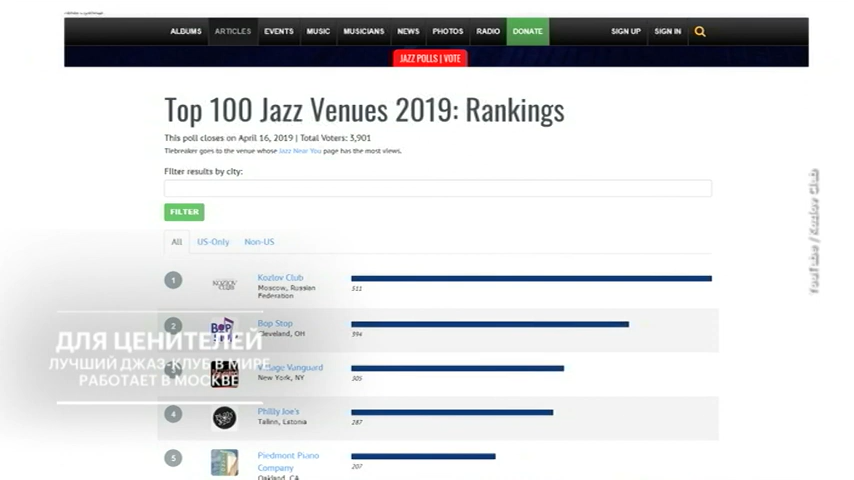 ALBUMS ARTICLES EVENTS MUSIC MUSICIANS NEWS PHOTOS RADIO DONATE SIGN UP SIGN IN
JAZZ POLLS | VOTE
Top 100 Jazz Venues 2019: Rankings
This poll closes on April 16, 2019 | Total Voters: 3,901
Tiebreaker goes to the venue whose Jazz Near You page has the most views.
Filter results by city:
FILTER
All US-Only Non-US
1 KOZLOV CLUB Kozlov Club
Moscow, Russian
Federation
511
2 BOP Bop Stop
Cleveland, OH
394
Village Vanguard
New York, NY
305
4 Philly Joe's
Tallinn, Estonia
287
5 Piedmont Piano
Company
Oakland, CA
207
ДЛЯ ЦЕНИТЕЛЕЙ
ЛУЧШИЙ ДЖАЗ-КЛУБ В МИРЕ
РАБОТАЕТ В МОСКВЕ
YouTube / Kozlov Club